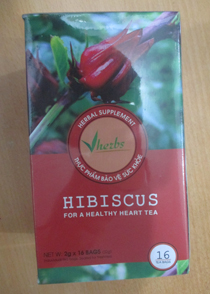 HERBAL SUPPLEMENT
Vherbs
THỰC PHẨM BẢO VỆ SỨC KHỎE
HIBISCUS
FOR A HEALTHY HEART TEA
16